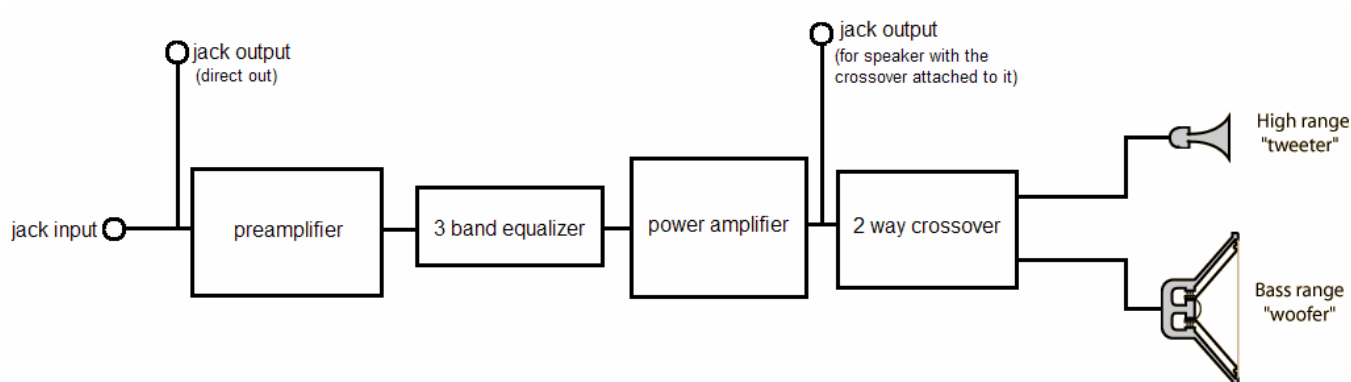 jack output
(direct out)
jack output
(for speaker with the
crossover attached to it)
High range
"tweeter"
jack input
preamplifier
3 band equalizer
power amplifier
2 way crossover
Bass range
"woofer"